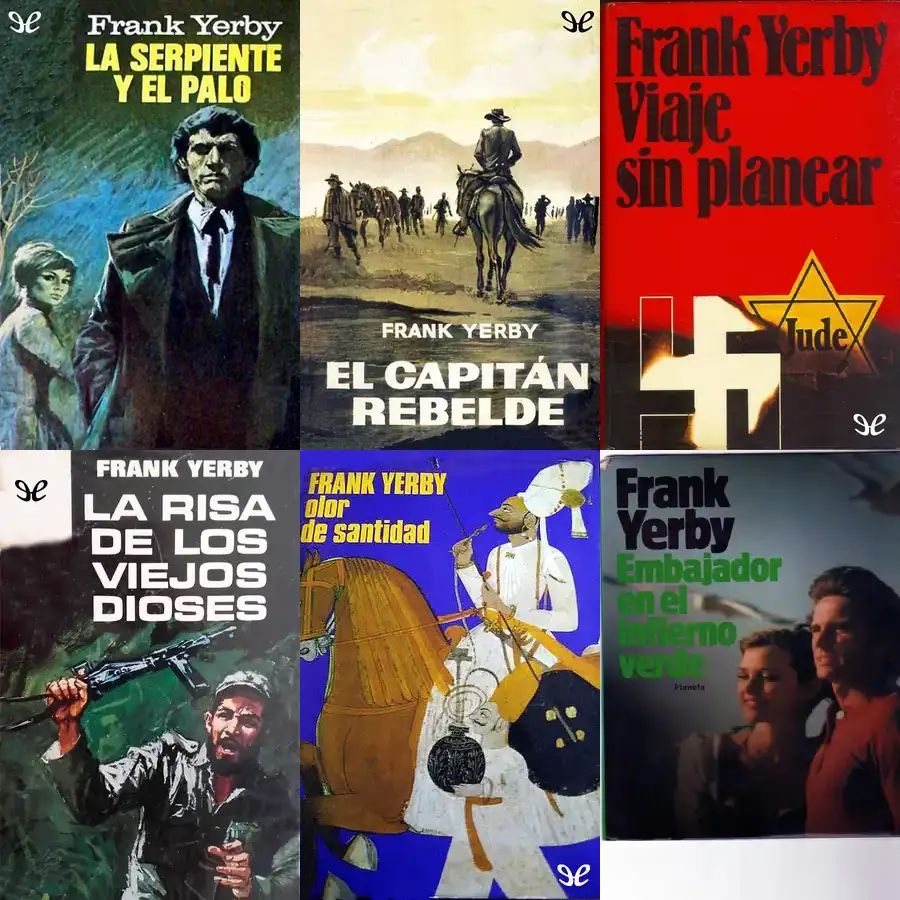 Frank Yerby
LA SERPIENTE
Y EL PALO
FRANK YERBY
EL CAPITÁN
REBELDE
Frank Yerby
Viaje
sin planear
Jude
FRANK YERBY
LA RISA
DE LOS
VIEJOS
DIOSES
FRANK YERBY
olor
de santidad
Frank
Yerby
Embajador
en el
infierno
verde
Planeta